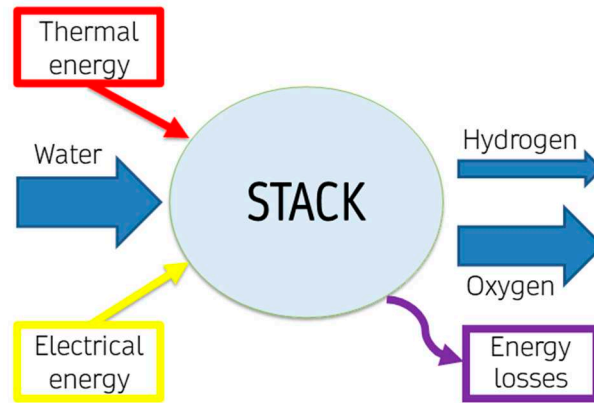 Thermal
energy
Water
STACK
Hydrogen
Oxygen
Electrical
energy
Energy
losses